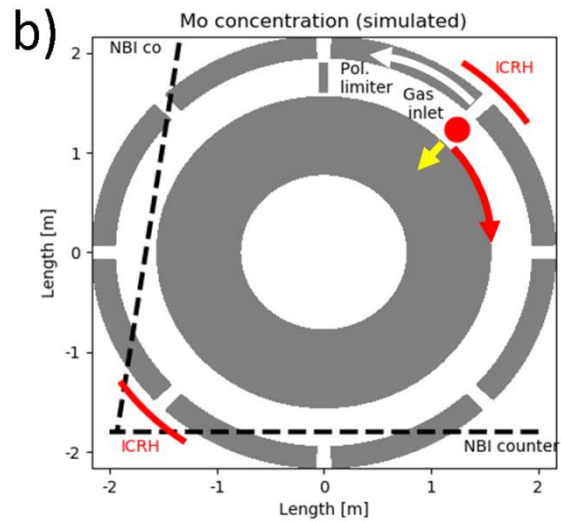 b)
Mo concentration (simulated)
NBI co
ICRH
Pol.
limiter
Gas
inlet
ICRH
NBI counter
Length [m]
2
1
0
-1
-2
-2
-1
0
1
2
Length [m]